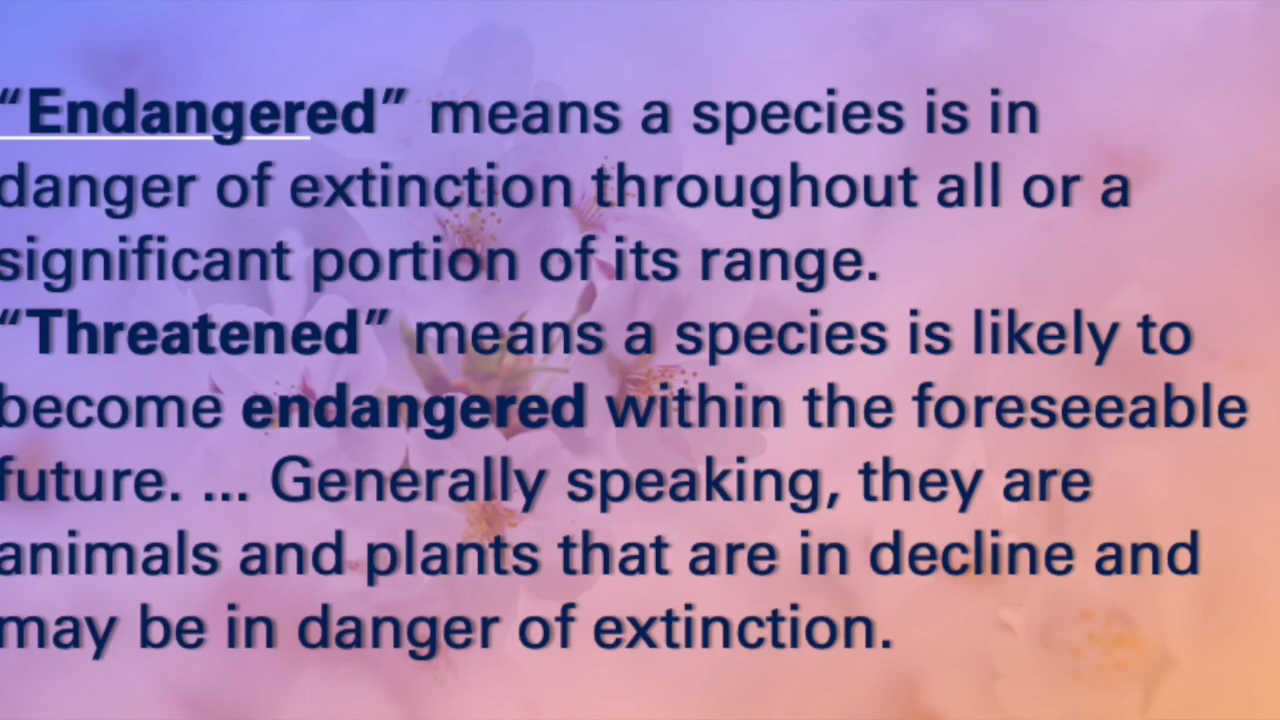 “Endangered” means a species is in
danger of extinction throughout all or a
significant portion of its range.
“Threatened” means a species is likely to
become endangered within the foreseeable
future. ... Generally speaking, they are
animals and plants that are in decline and
may be in danger of extinction.